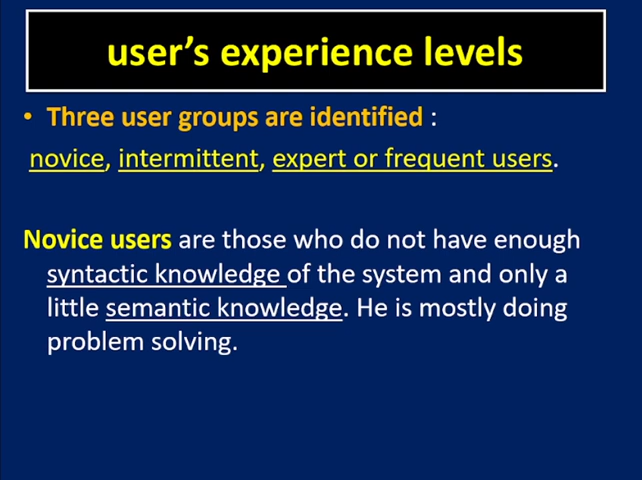 user’s experience levels
• Three user groups are identified :
novice, intermittent, expert or frequent users.
Novice users are those who do not have enough
syntactic knowledge of the system and only a
little semantic knowledge. He is mostly doing
problem solving.